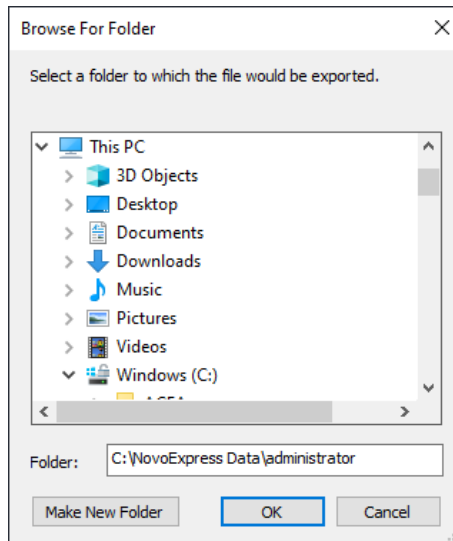 Browse For Folder
Select a folder to which the file would be exported.
This PC
3D Objects
Desktop
Documents
Downloads
Music
Pictures
Videos
Windows (C:)
Folder: C:\NovoExpress Data\administrator
Make New Folder OK Cancel